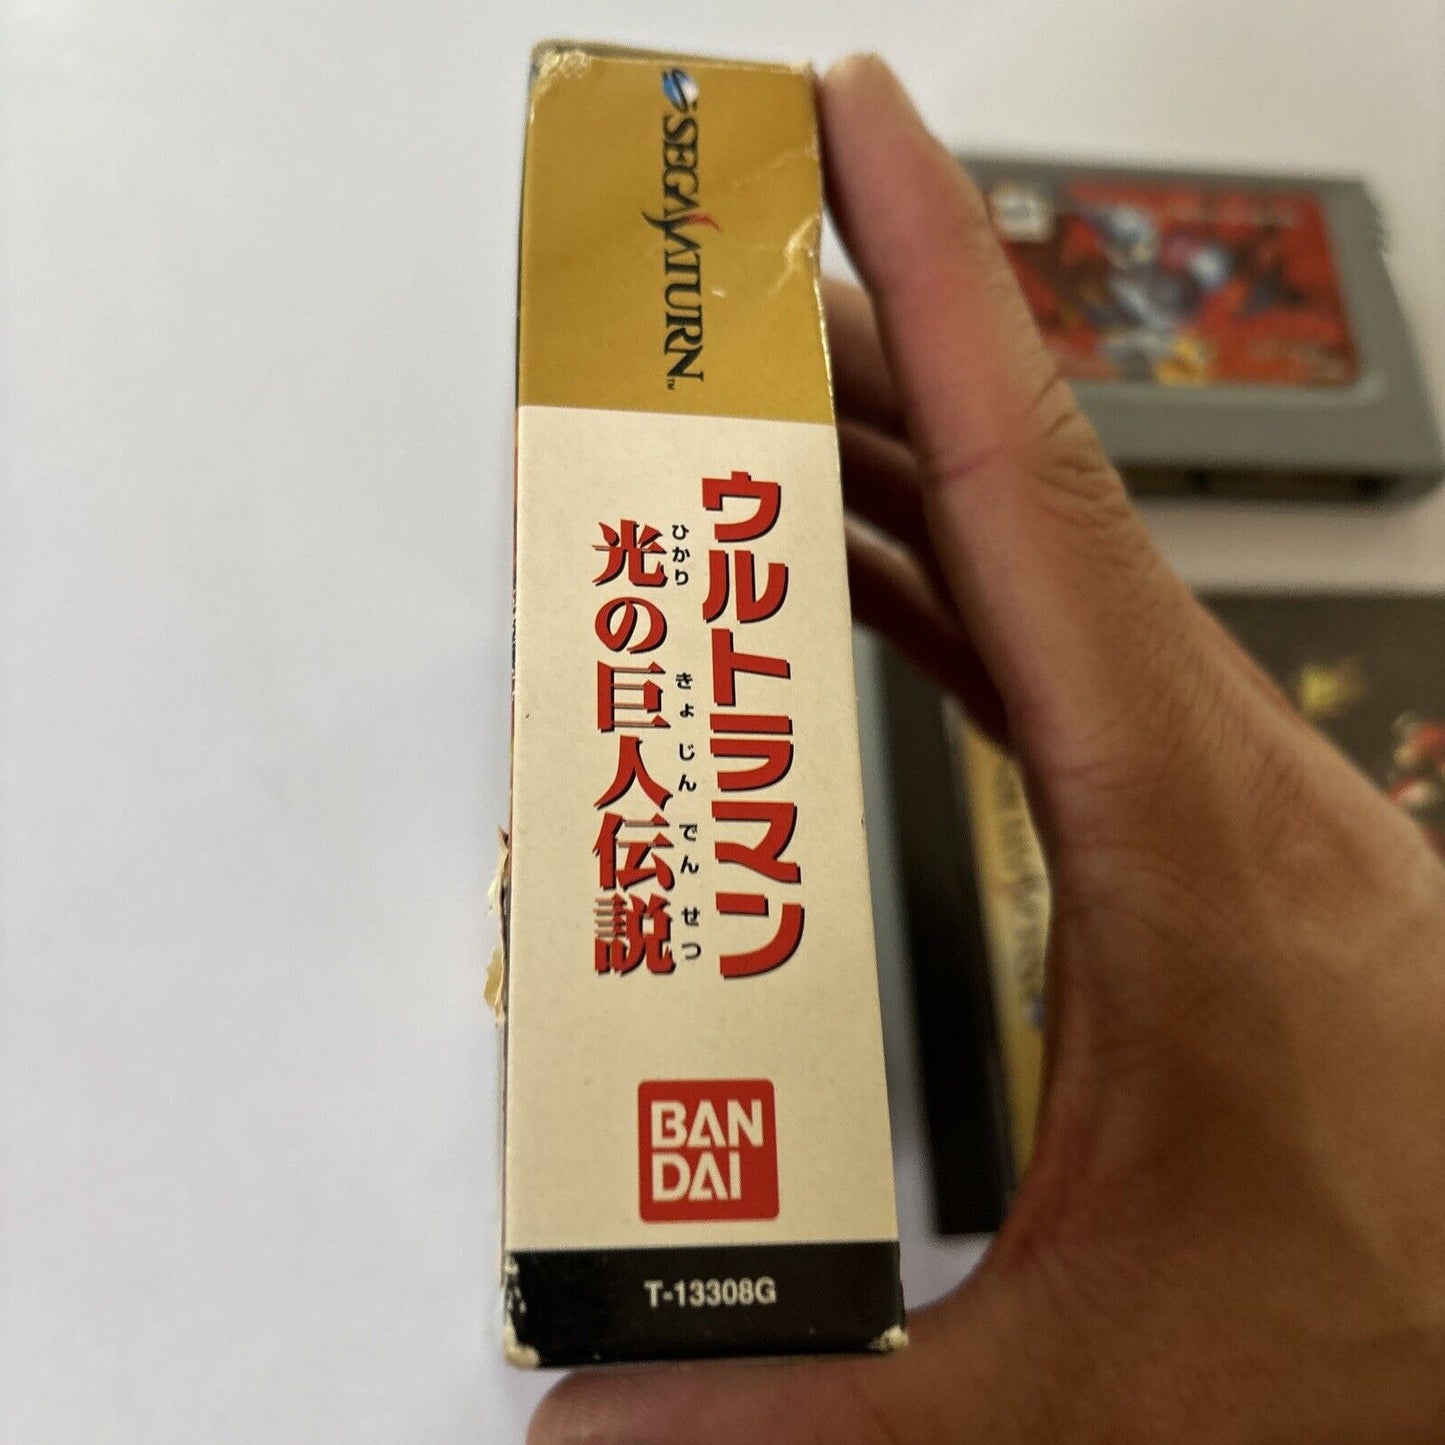 SEGA SATURN™
ウルトラマン
光の巨人伝説
ひかり きょ じん でん せつ
BAN
DAI
T-13308G